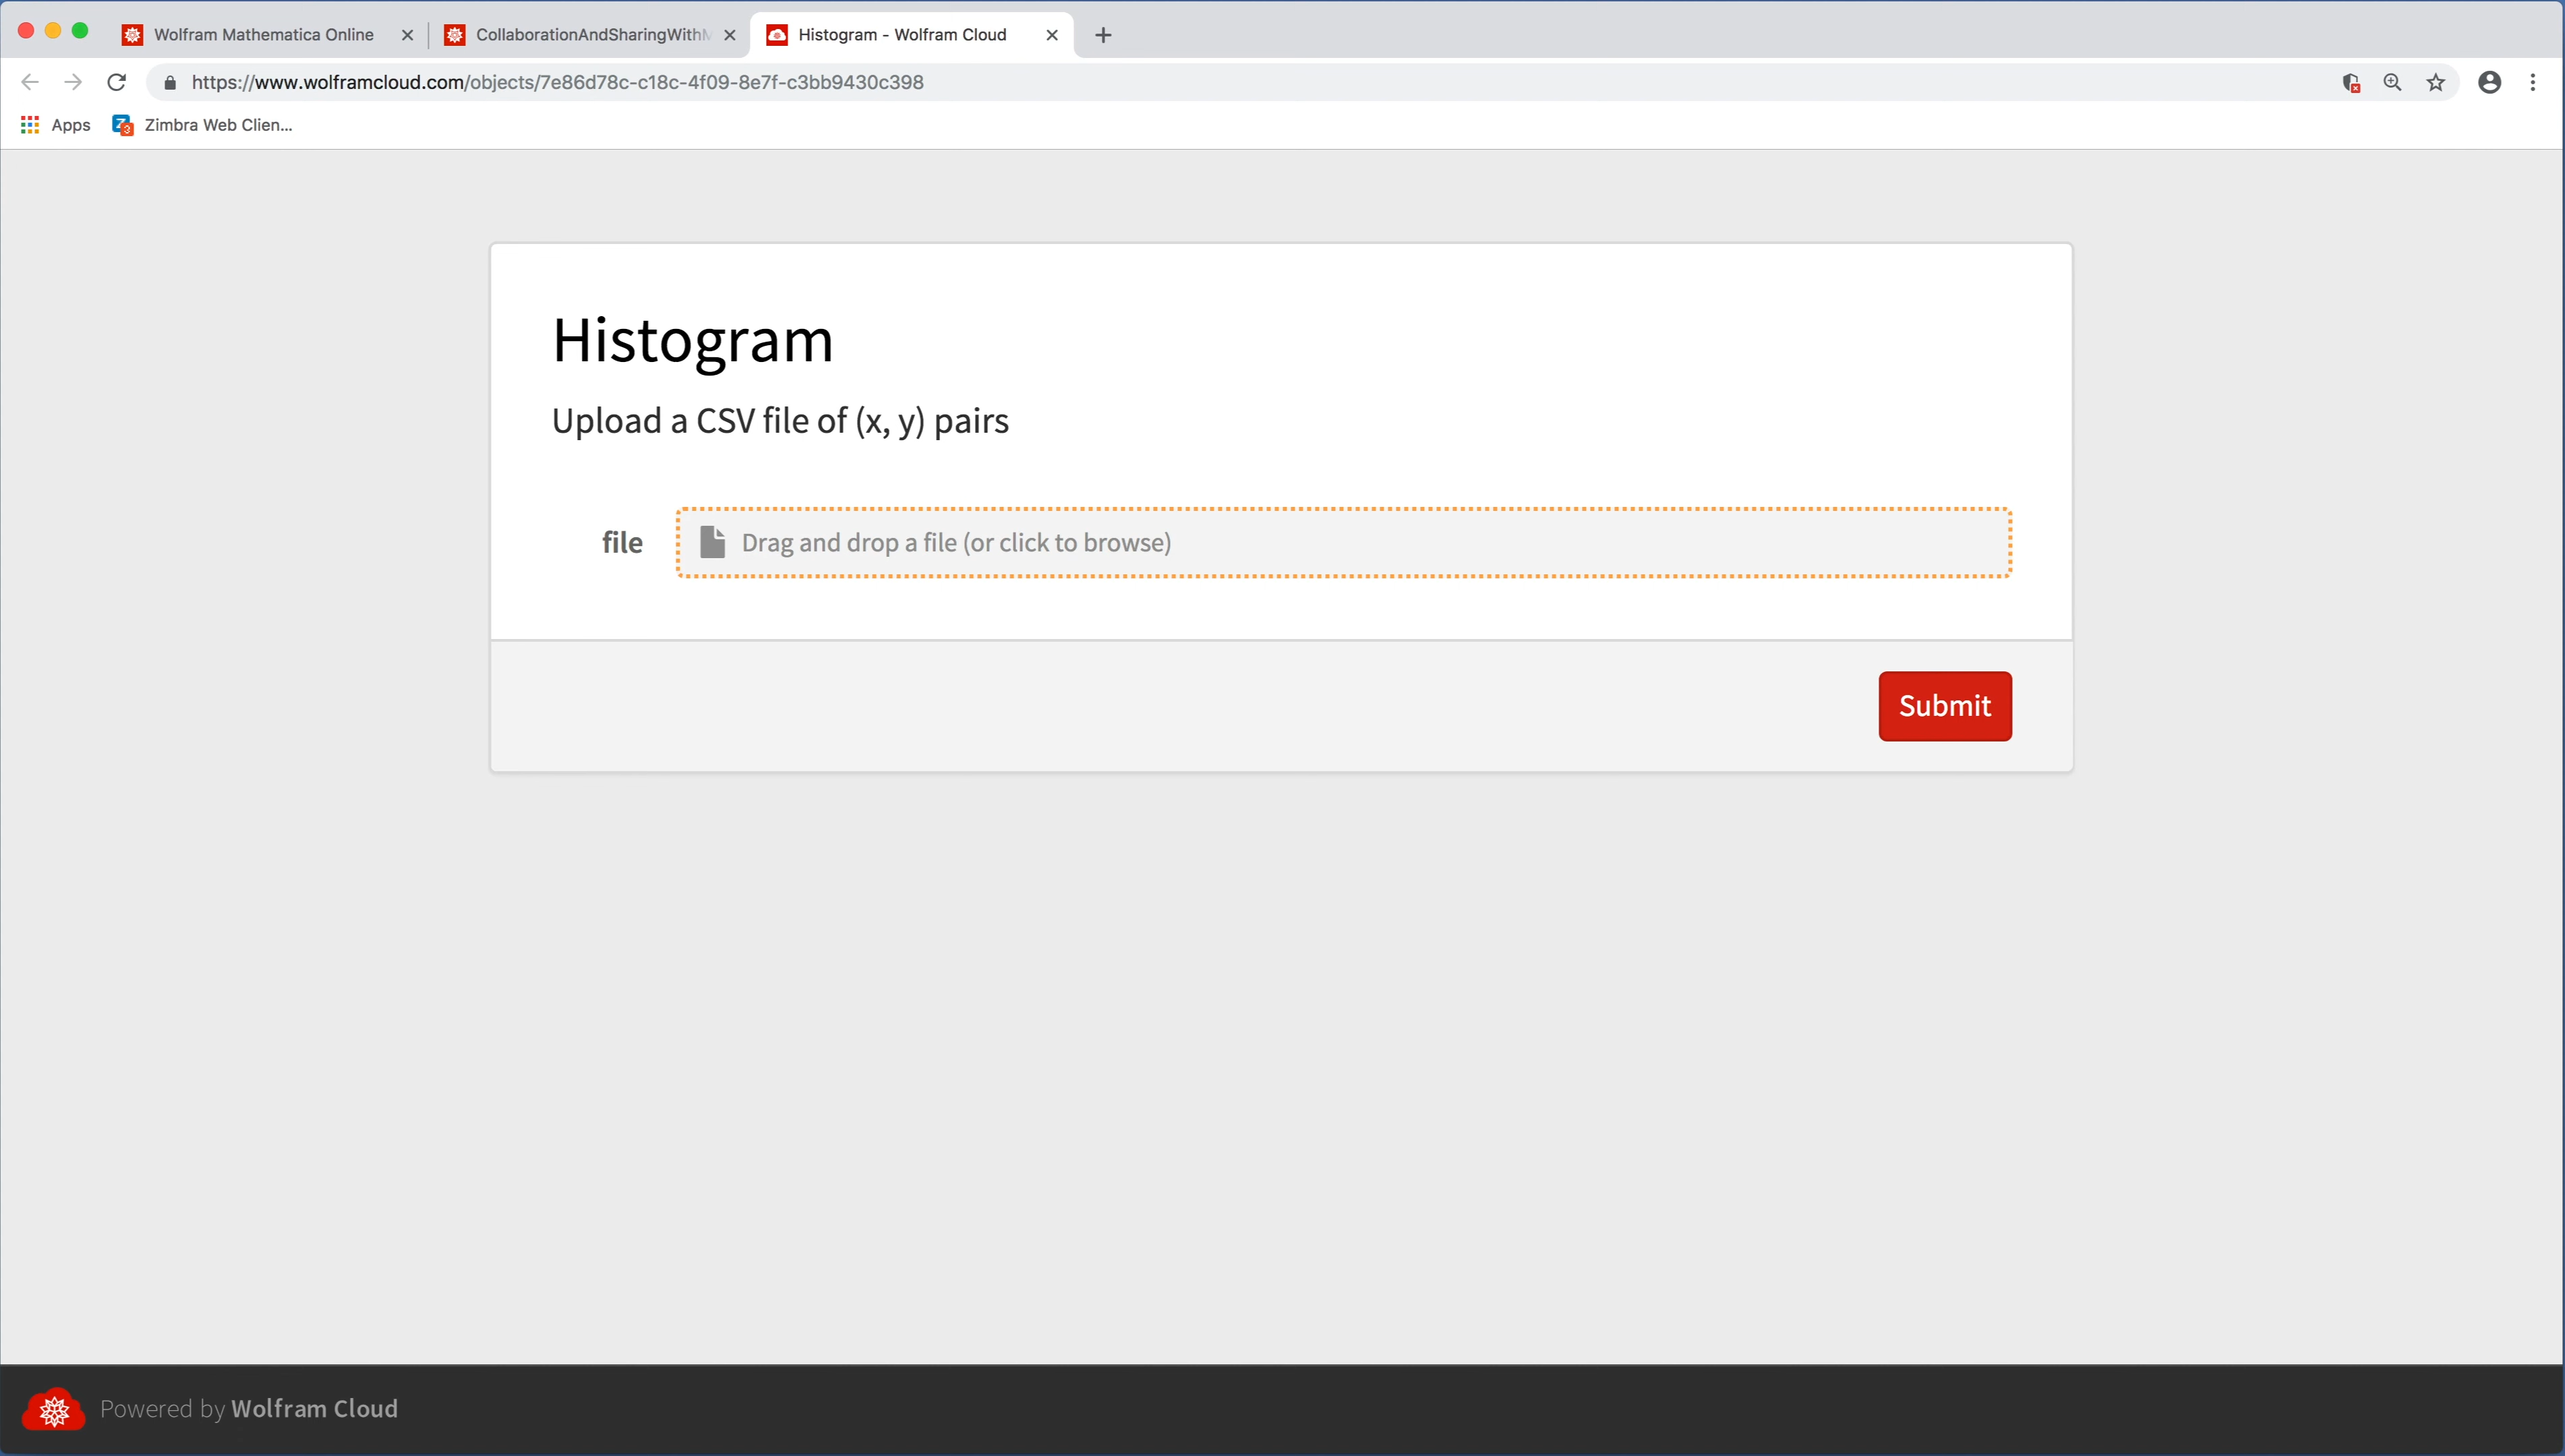 Wolfram Mathematica Online
CollaborationAndSharingWithM
Histogram - Wolfram Cloud
https://www.wolframcloud.com/objects/7e86d78c-c18c-4f09-8e7f-c3bb9430c398
Apps
Zimbra Web Clien...
Histogram
Upload a CSV file of (x, y) pairs
file
Drag and drop a file (or click to browse)
Submit
Powered by Wolfram Cloud